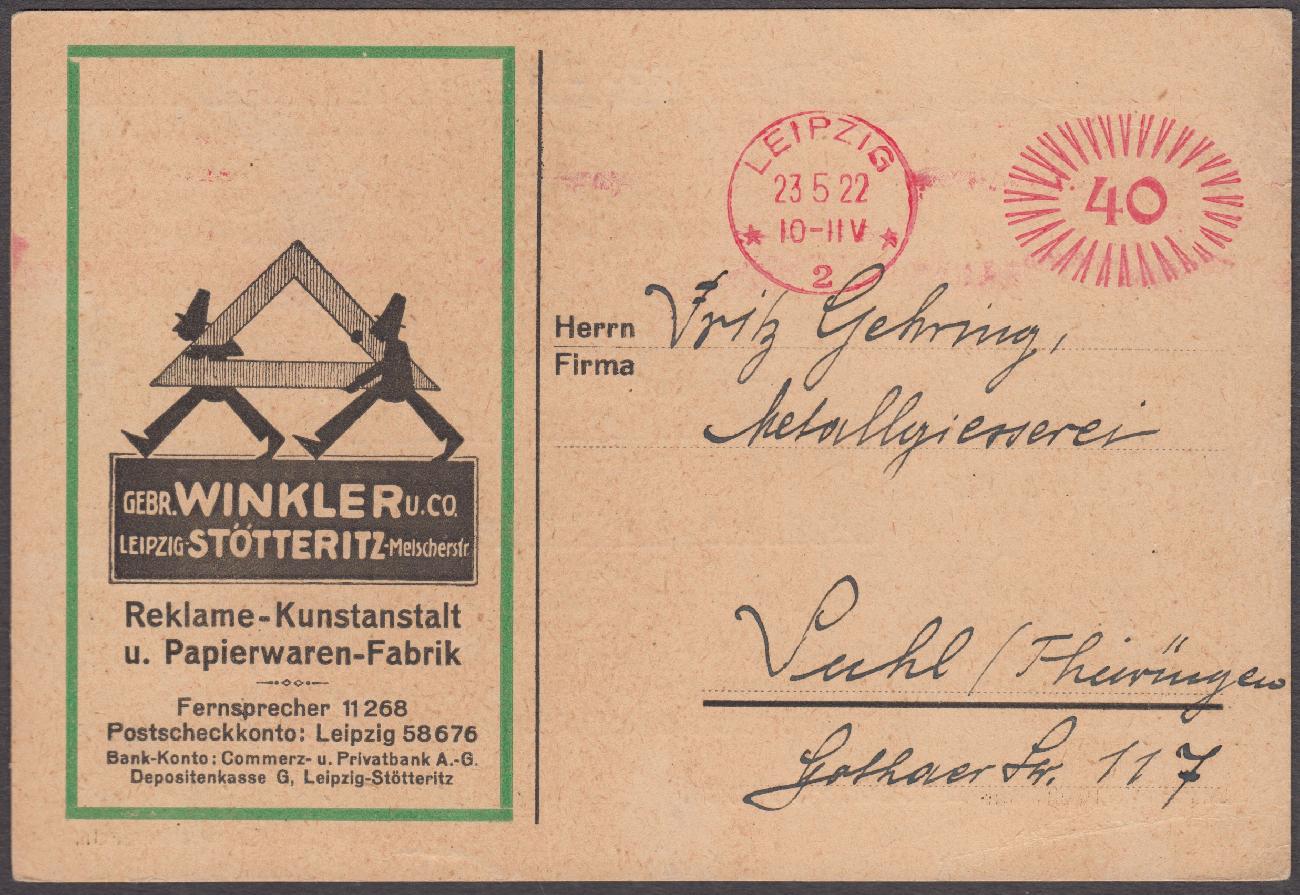 GEBR. WINKLER U. CO.
LEIPZIG-STÖTTERITZ-Melscherstr.
Reklame-Kunstanstalt
u. Papierwaren-Fabrik
Fernsprecher 11268
Postscheckkonto: Leipzig 58676
Bank-Konto: Commerz- u. Privatbank A.-G.
Depositenkasse G, Leipzig-Stötteritz
LEIPZIG
23 5 22
10-11 V
2
40
Herrn Fritz Gehring,
Firma
Metallgiesserei
Suhl / Thüringen
Gothaer Str. 117